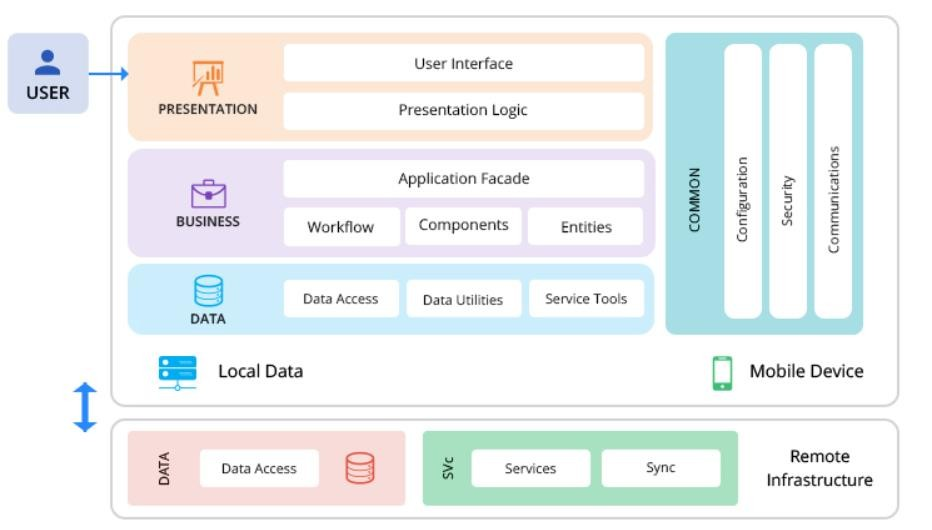 USER
PRESENTATION
User Interface
Presentation Logic
BUSINESS
Application Facade
Workflow
Components
Entities
DATA
Data Access
Data Utilities
Service Tools
COMMON
Configuration
Security
Communications
Local Data
Mobile Device
DATA
Data Access
SVc
Services
Sync
Remote
Infrastructure